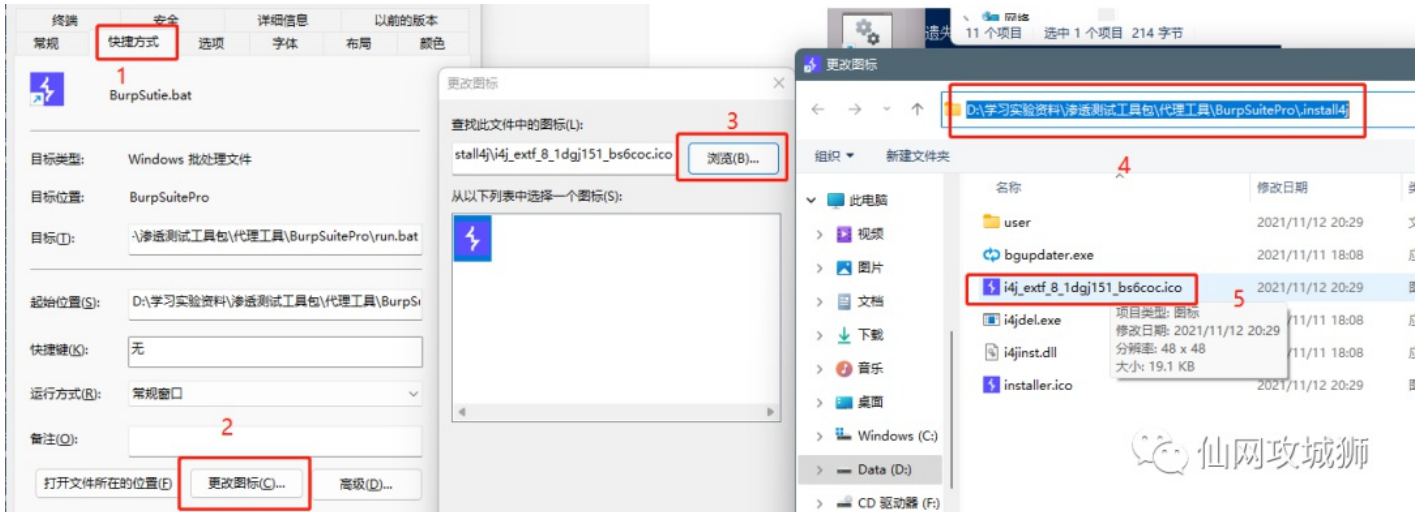 终端 安全 详细信息 以前的版本
常规 快捷方式 选项 字体 布局 颜色
1
BurpSutie.bat
目标类型: Windows 批处理文件
目标位置: BurpSuitePro
目标(T): \渗透测试工具包\代理工具\BurpSuitePro\run.bat
起始位置(S): D:\学习实验资料\渗透测试工具包\代理工具\BurpS
快捷键(K): 无
运行方式(R): 常规窗口
备注(O):
2
打开文件所在的位置(F) 更改图标(C)... 高级(D)...
更改图标
查找此文件中的图标(L):
3
stall4j\i4j_extf_8_1dgj151_bs6coc.ico 浏览(B)...
从以下列表中选择一个图标(S):
遗失
网络
11 个项目 选中 1 个项目 214 字节
更改图标
D:\学习实验资料\渗透测试工具包\代理工具\BurpSuitePro\.install4j
4
组织 新建文件夹
名称 修改日期
此电脑
视频
图片
文档
下载
音乐
桌面
Windows (C:)
Data (D:)
CD 驱动器 (F:)
user 2021/11/12 20:29
bgupdater.exe 2021/11/11 18:08
i4j_extf_8_1dgj151_bs6coc.ico 2021/11/12 20:29
5
i4jdel.exe /11/11 18:08
i4jinst.dll /11/11 18:08
installer.ico 2021/11/12 20:29
项目类型: 图标
修改日期: 2021/11/12 20:29
分辨率: 48 x 48
大小: 19.1 KB
仙网攻城狮